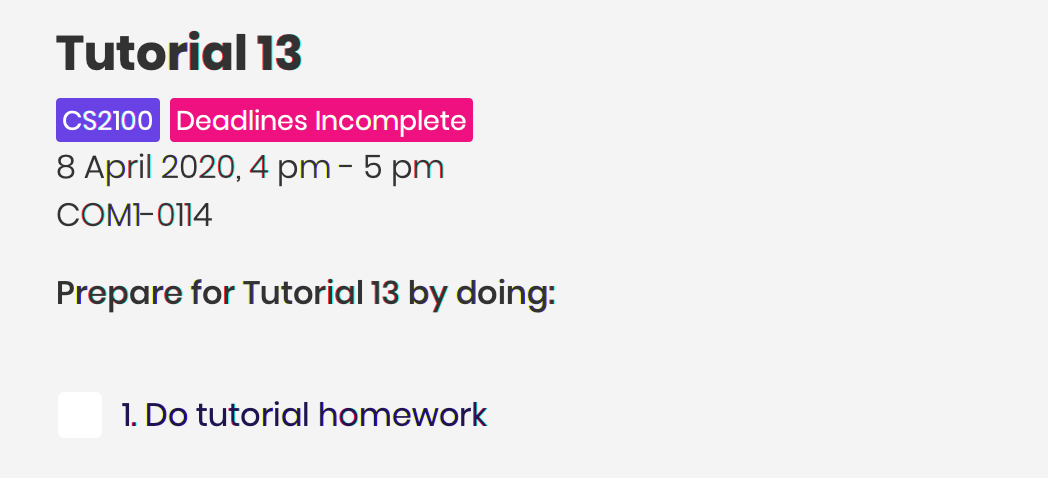 Tutorial 13
CS2100 Deadlines Incomplete
8 April 2020, 4 pm - 5 pm
COM1-0114
Prepare for Tutorial 13 by doing:
1. Do tutorial homework